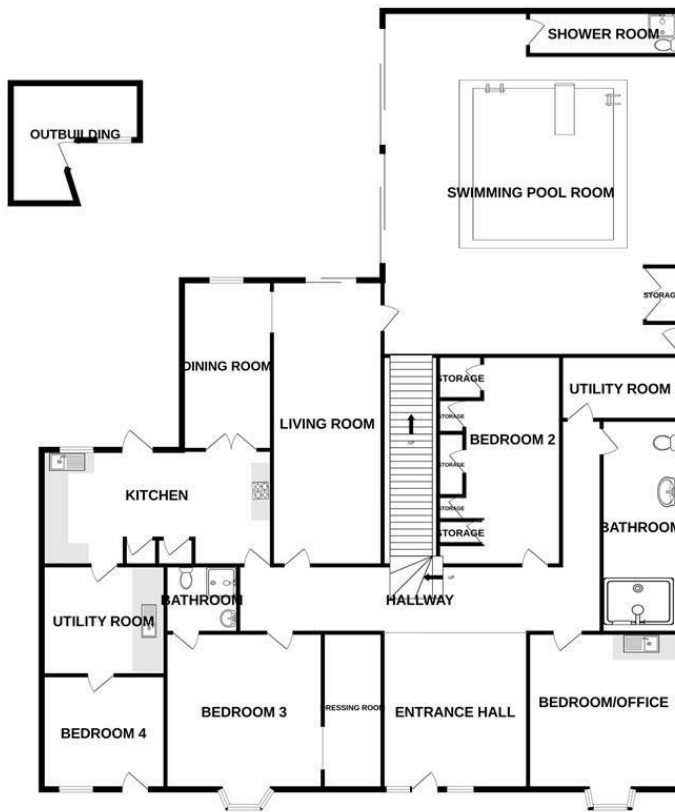 SHOWER ROOM
OUTBUILDING
SWIMMING POOL ROOM
STORAGE
DINING ROOM
LIVING ROOM
UP
STORAGE
STORAGE
BEDROOM 2
STORAGE
STORAGE
STORAGE
UTILITY ROOM
KITCHEN
BATHROOM
UTILITY ROOM
BATHROOM
HALLWAY
UP
BEDROOM 4
BEDROOM 3
DRESSING ROOM
ENTRANCE HALL
BEDROOM/OFFICE